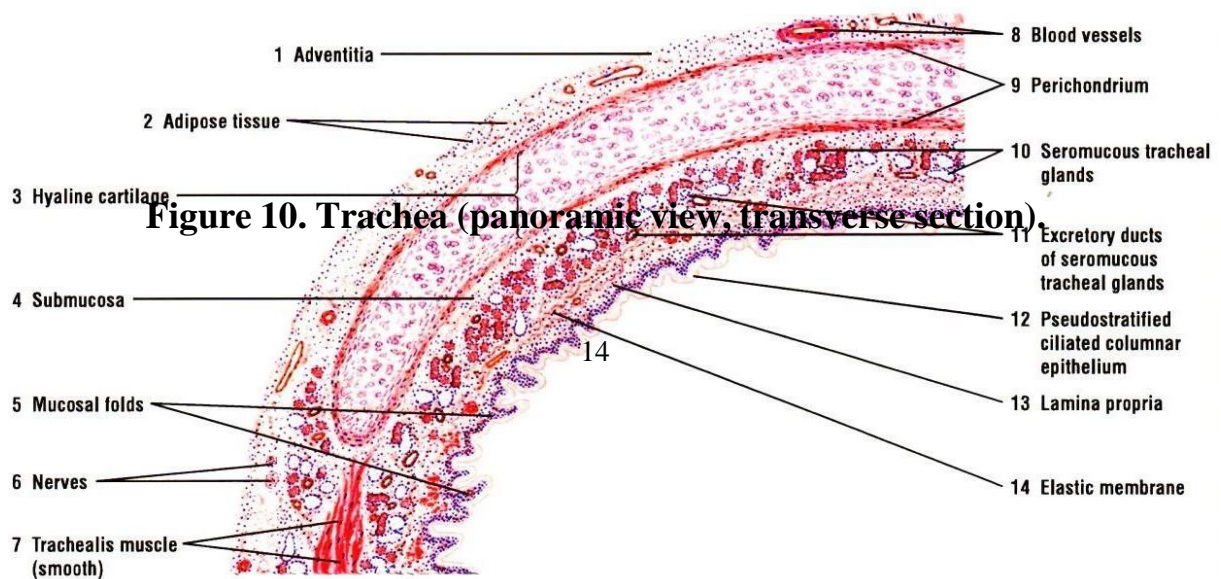 1 Adventitia
2 Adipose tissue
3 Hyaline cartilage
4 Submucosa
5 Mucosal folds
6 Nerves
7 Trachealis muscle
(smooth)
8 Blood vessels
9 Perichondrium
10 Seromucous tracheal
glands
Figure 10. Trachea (panoramic view, transverse section).
11 Excretory ducts
of seromucous
tracheal glands
12 Pseudostratified
ciliated columnar
epithelium
13 Lamina propria
14 Elastic membrane
14